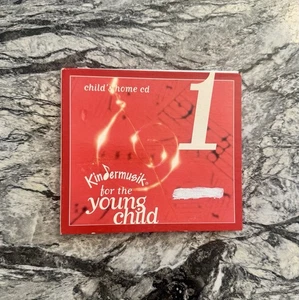 child's home cd
1
Kindermusik®
for the
young
child